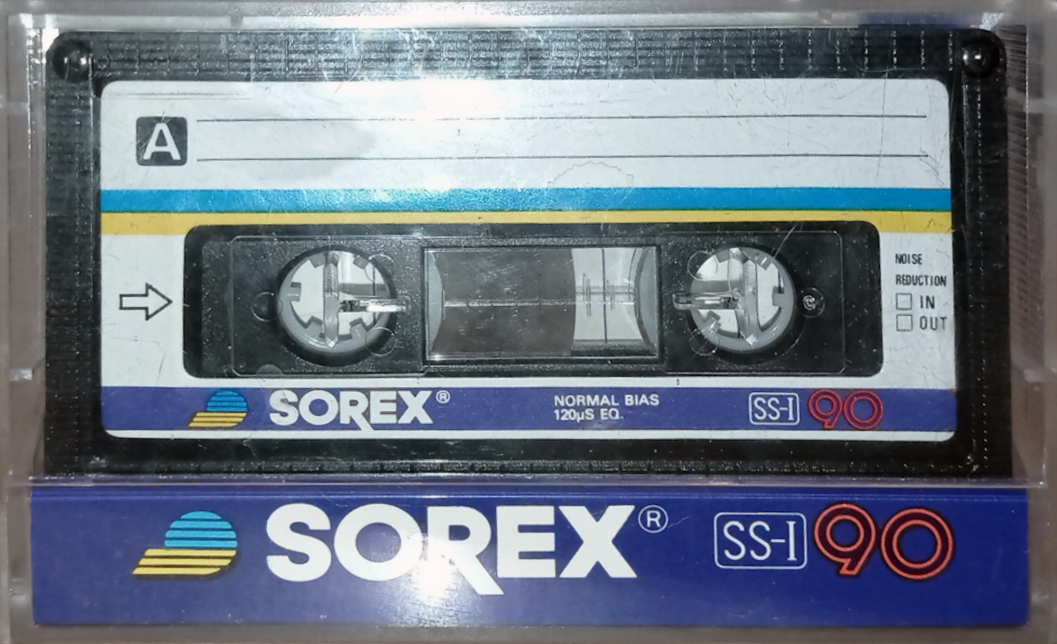 A
NOISE
REDUCTION
IN
OUT
SOREX® NORMAL BIAS SS-I 90
120µS EQ.
SOREX® SS-I 90